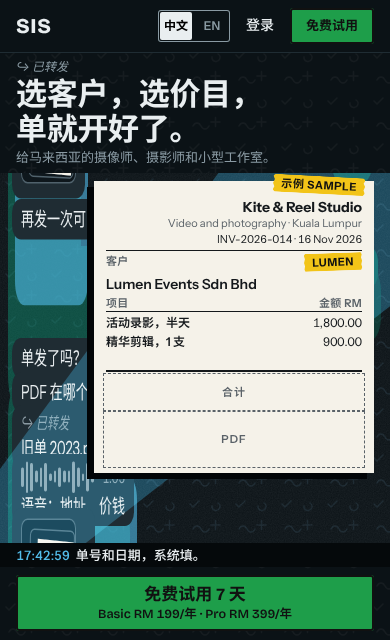 SIS
中文 EN 登录 免费试用
已转发
选客户，选价目，
单就开好了。
给马来西亚的摄像师、摄影师和小型工作室。
示例 SAMPLE
Kite & Reel Studio
Video and photography · Kuala Lumpur
INV-2026-014 · 16 Nov 2026
客户
LUMEN
Lumen Events Sdn Bhd
项目 金额 RM
活动录影，半天 1,800.00
精华剪辑，1支 900.00
合计
PDF
再发一次可
单发了吗？
PDF 在哪个
已转发
旧单 2023.p
语音：地址 价钱
17:42:59 单号和日期，系统填。
免费试用 7 天
Basic RM 199/年 · Pro RM 399/年